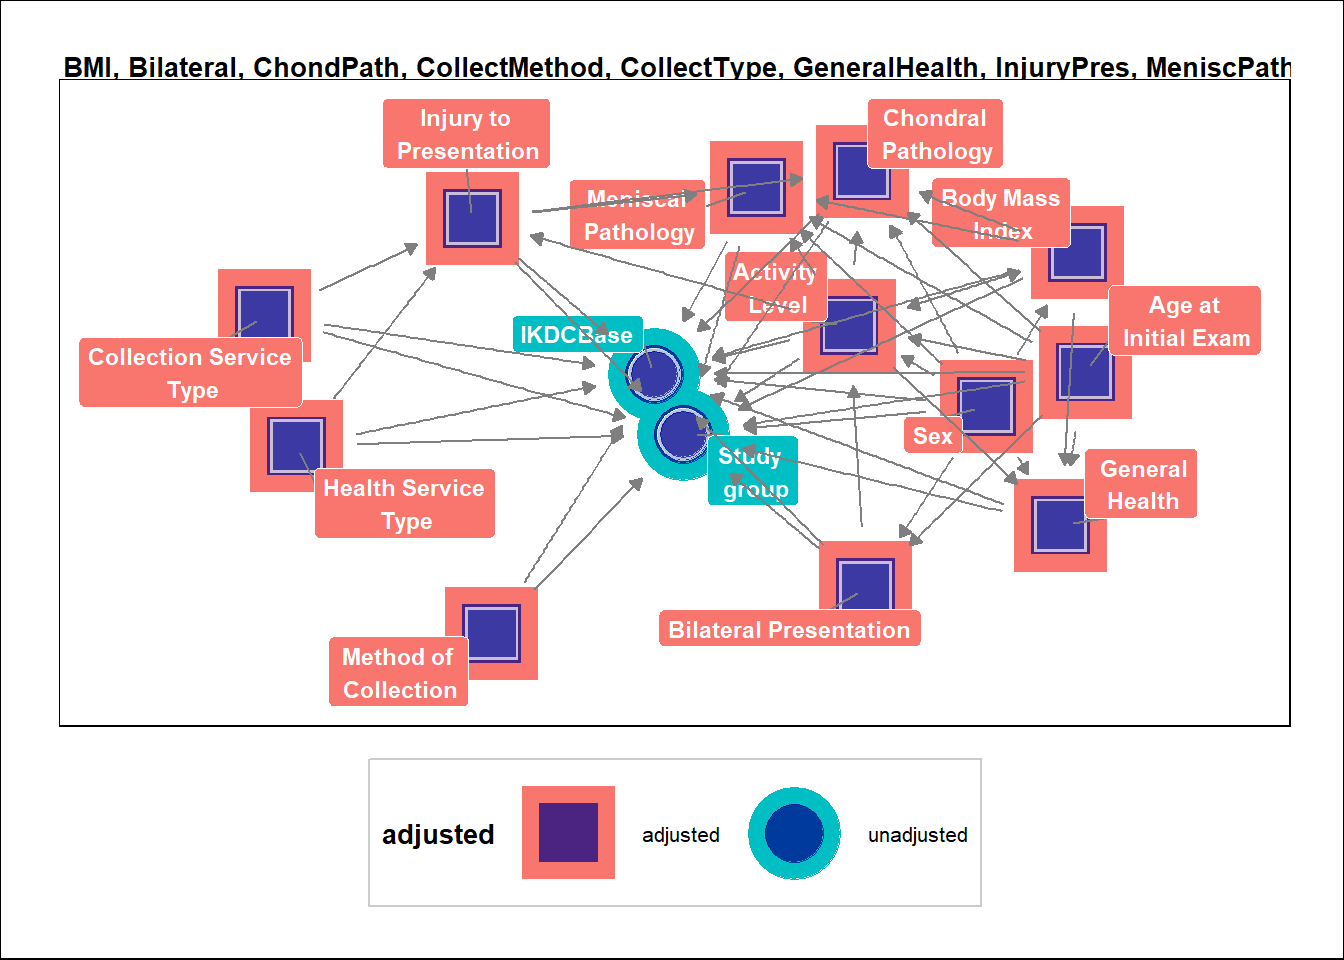 BMI, Bilateral, ChondPath, CollectMethod, CollectType, GeneralHealth, InjuryPres, MeniscPath
Injury to
Presentation
Chondral
Pathology
Meniscal
Pathology
Body Mass
Index
Activity
Level
Age at
Initial Exam
IKDCBase
Collection Service
Type
Sex
Study
group
General
Health
Health Service
Type
Bilateral Presentation
Method of
Collection
adjusted
adjusted
unadjusted